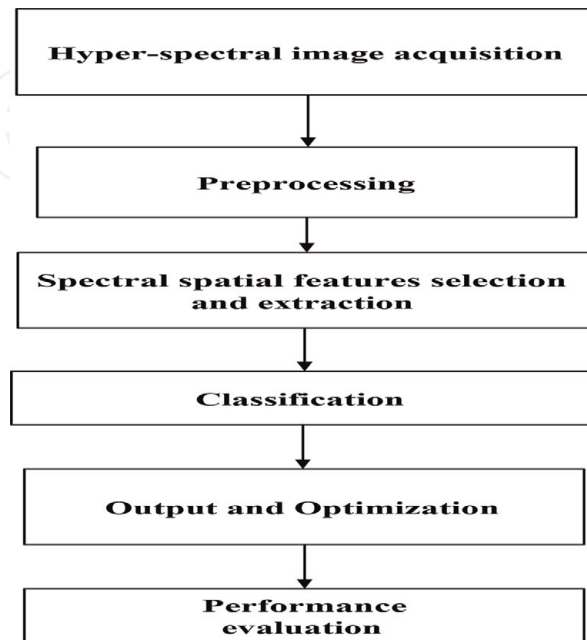 Hyper-spectral image acquisition
Preprocessing
Spectral spatial features selection
and extraction
Classification
Output and Optimization
Performance
evaluation